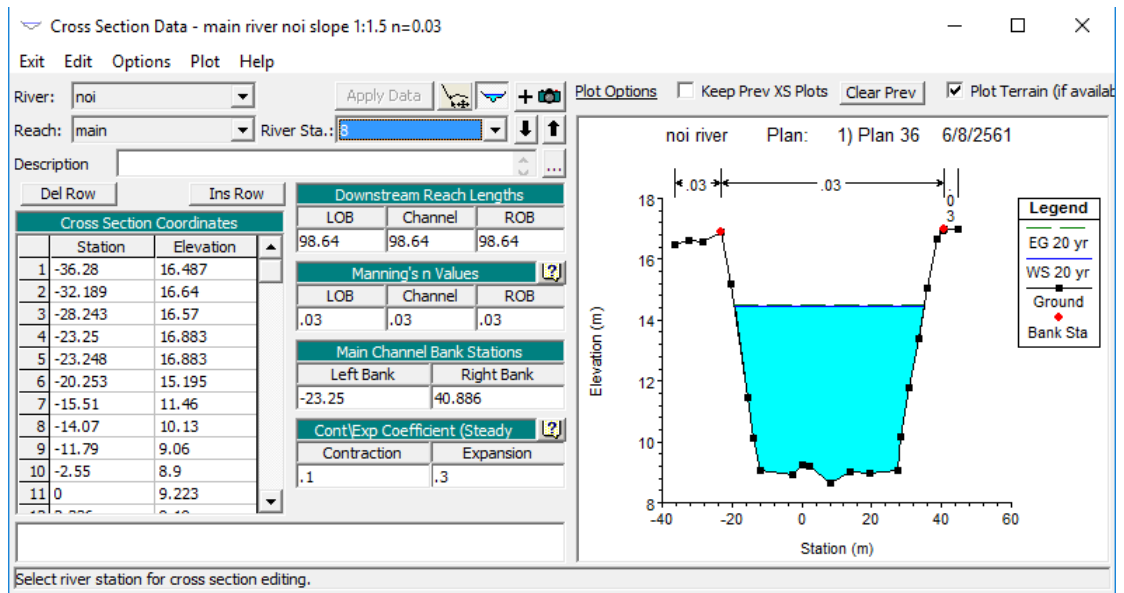 Cross Section Data - main river noi slope 1:1.5 n=0.03
Exit Edit Options Plot Help
River: noi Apply Data + Plot Options Keep Prev XS Plots Clear Prev Plot Terrain (if availab
Reach: main River Sta.: 8
Description ...
Del Row Ins Row
Cross Section Coordinates
Station Elevation
1 -36.28 16.487
2 -32.189 16.64
3 -28.243 16.57
4 -23.25 16.883
5 -23.248 16.883
6 -20.253 15.195
7 -15.51 11.46
8 -14.07 10.13
9 -11.79 9.06
10 -2.55 8.9
11 0 9.223
Downstream Reach Lengths
LOB Channel ROB
98.64 98.64 98.64
Manning's n Values
LOB Channel ROB
.03 .03 .03
Main Channel Bank Stations
Left Bank Right Bank
-23.25 40.886
Cont\Exp Coefficient (Steady
Contraction Expansion
.1 .3
noi river Plan: 1) Plan 36 6/8/2561
.03 .03 .03
18
16
14
12
10
8
Elevation (m)
-40 -20 0 20 40 60
Station (m)
Legend
EG 20 yr
WS 20 yr
Ground
Bank Sta
Select river station for cross section editing.